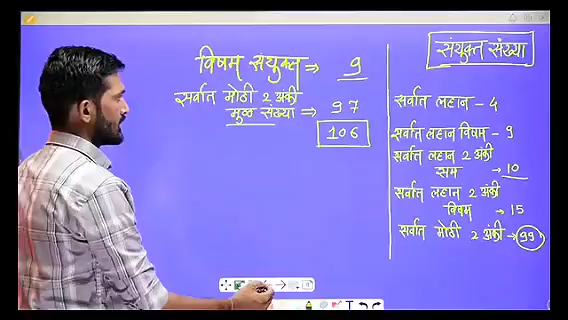 विषम संयुक्त ⇒ 9
सर्वात मोठी 2 अंकी
मुळ संख्या ⇒ 97
106
संयुक्त संख्या
सर्वात लहान - 4
सर्वात लहान विषम - 9
सर्वात लहान 2 अंकी
सम → 10
सर्वात लहान 2 अंकी
विषम → 15
सर्वात मोठी 2 अंकी → 99